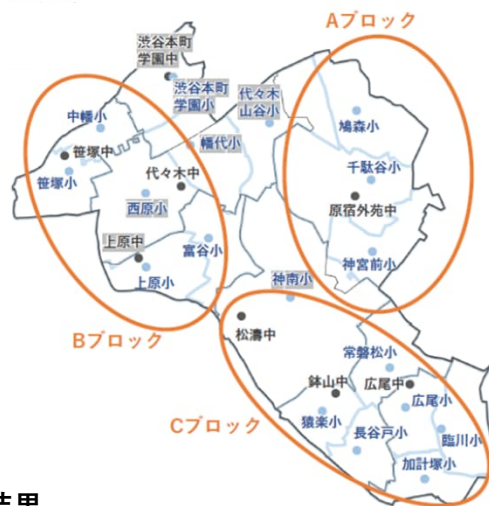 Aブロック
渋谷本町
学園中
渋谷本町
学園小
代々木
山谷小
中幡小
鳩森小
幡代小
笹塚中
千駄谷小
笹塚小
代々木中
西原小
原宿外苑中
上原中
富谷小
神宮前小
上原小
神南小
Bブロック
松濤中
常磐松小
鉢山中
広尾中
広尾小
猿楽小
Cブロック
長谷戸小
臨川小
加計塚小